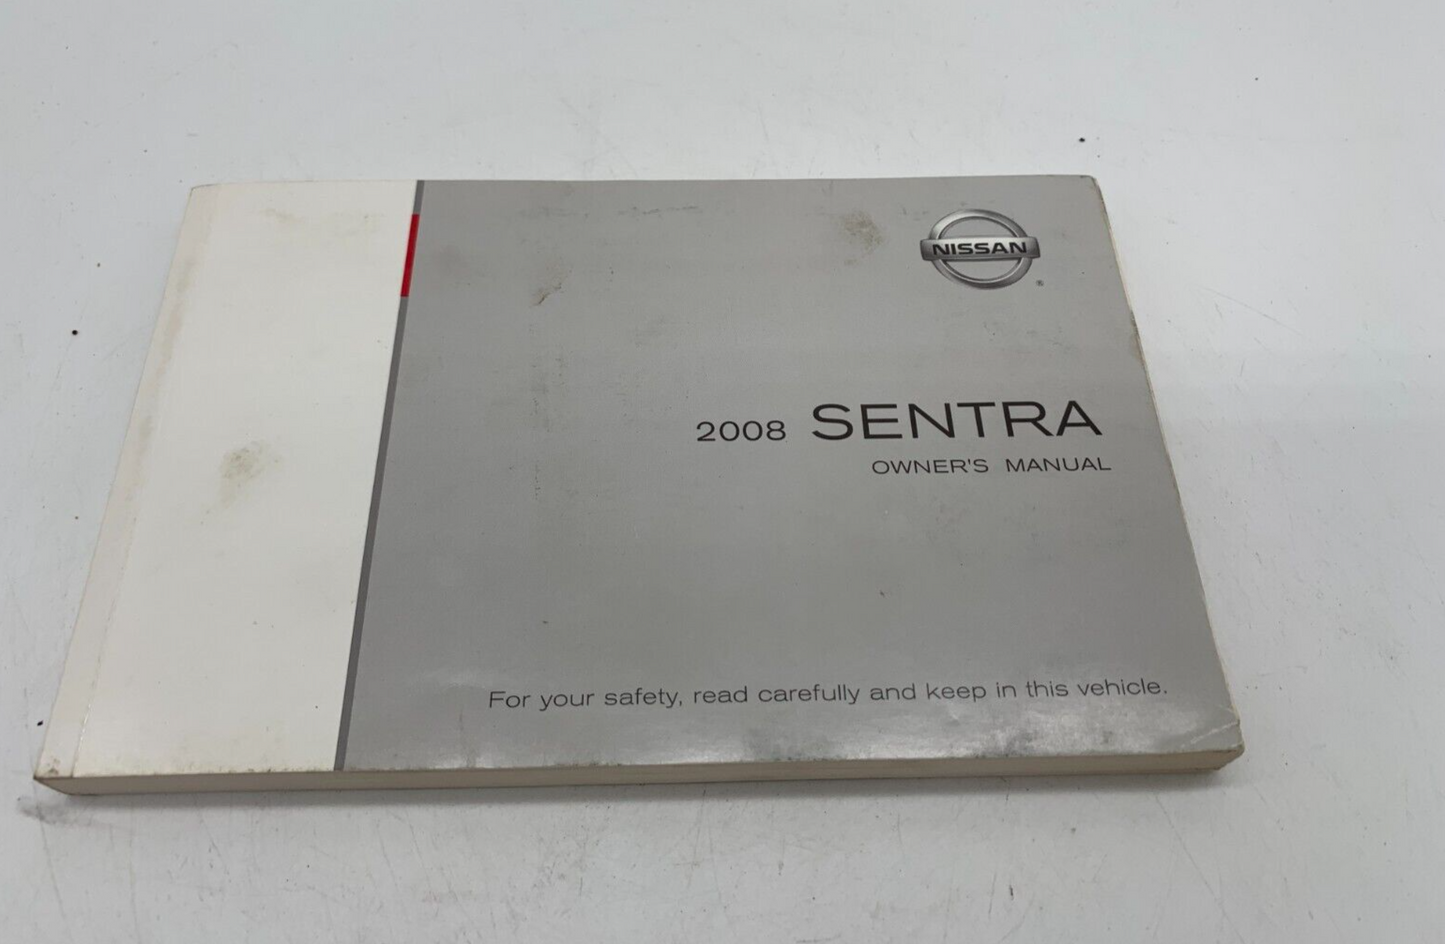 NISSAN
®
2008 SENTRA
OWNER'S MANUAL
For your safety, read carefully and keep in this vehicle.